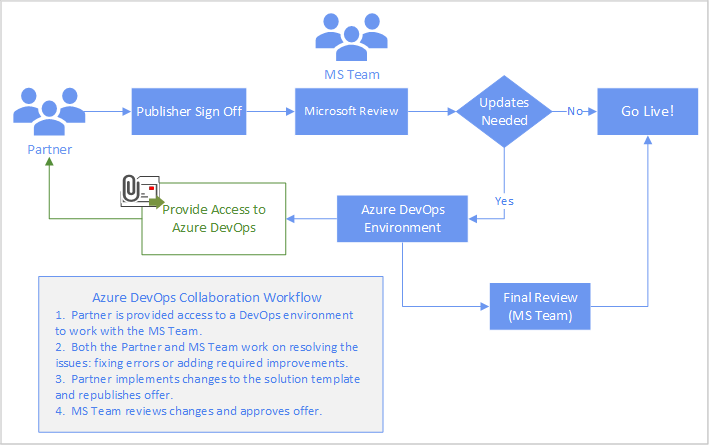 MS Team
Partner
Publisher Sign Off
Microsoft Review
Updates
Needed
No
Go Live!
Yes
Provide Access to
Azure DevOps
Azure DevOps
Environment
Final Review
(MS Team)
Azure DevOps Collaboration Workflow
1. Partner is provided access to a DevOps environment
to work with the MS Team.
2. Both the Partner and MS Team work on resolving the
issues: fixing errors or adding required improvements.
3. Partner implements changes to the solution template
and republishes offer.
4. MS Team reviews changes and approves offer.